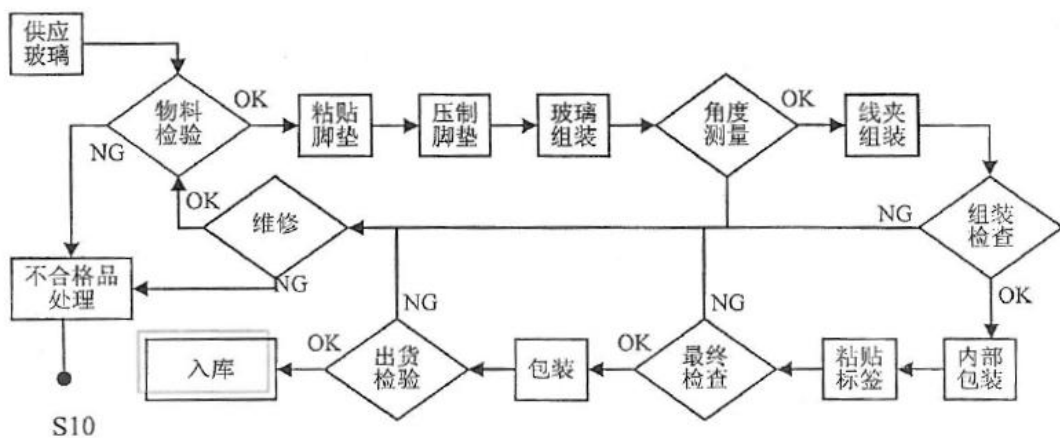 供应
玻璃
物料
检验
OK
粘贴
脚垫
压制
脚垫
玻璃
组装
角度
测量
OK
线夹
组装
NG
OK
维修
NG
组装
检查
不合格品
处理
NG
NG
NG
OK
入库
OK
出货
检验
包装
OK
最终
检查
粘贴
标签
内部
包装
S10